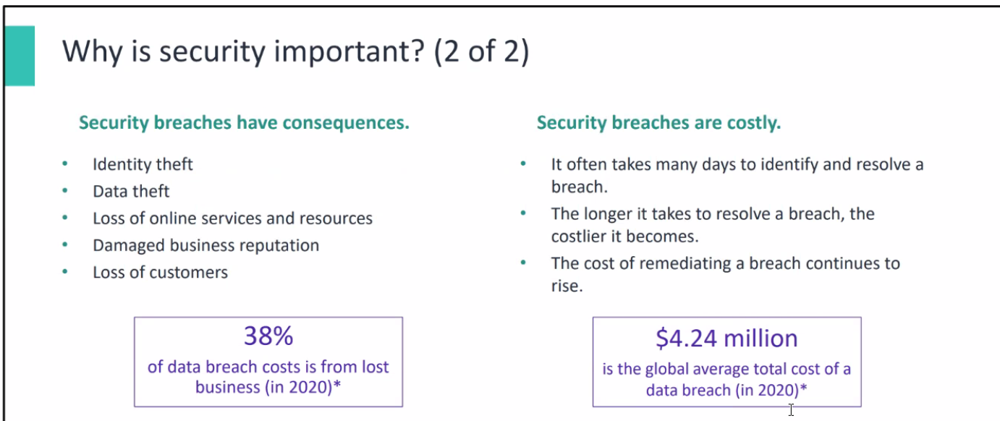 Why is security important? (2 of 2)
Security breaches have consequences.
• Identity theft
• Data theft
• Loss of online services and resources
• Damaged business reputation
• Loss of customers
38%
of data breach costs is from lost
business (in 2020)*
Security breaches are costly.
• It often takes many days to identify and resolve a
breach.
• The longer it takes to resolve a breach, the
costlier it becomes.
• The cost of remediating a breach continues to
rise.
$4.24 million
is the global average total cost of a
data breach (in 2020)*